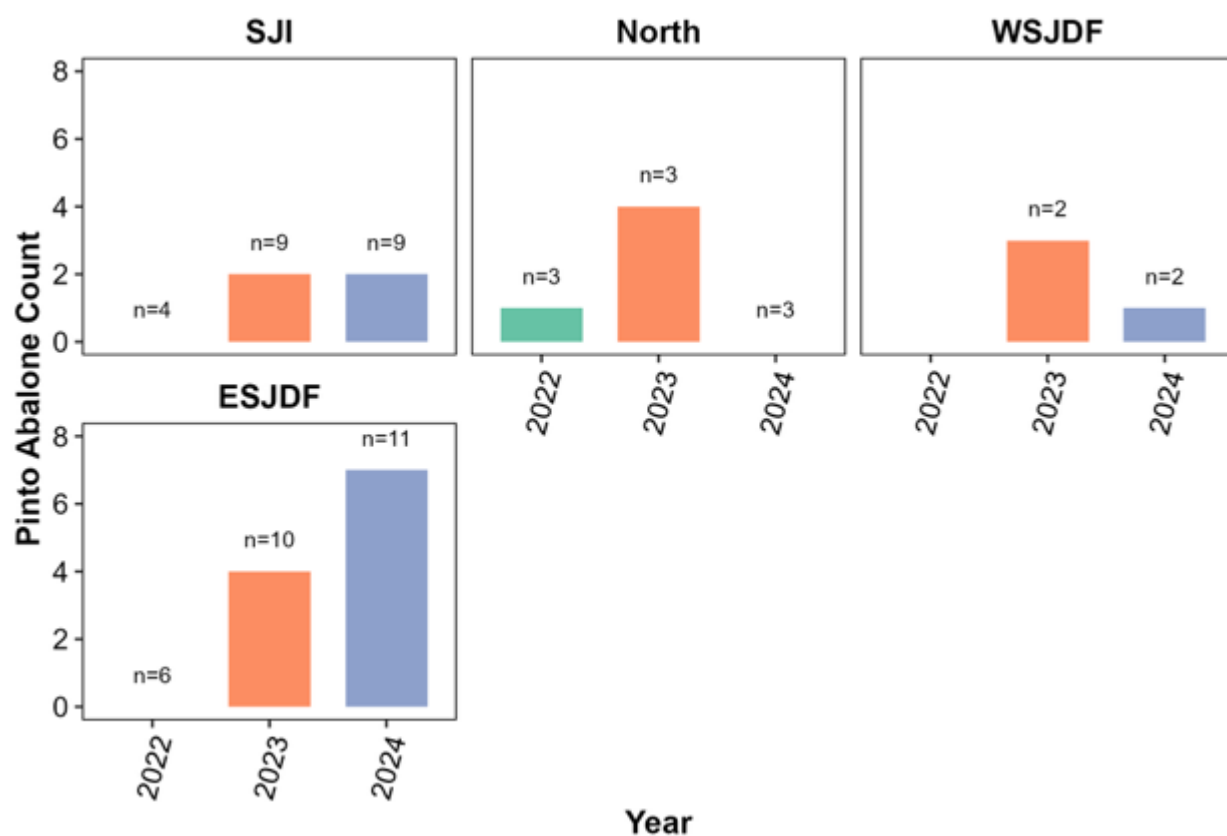 SJI
North
WSJDF
8
6
4
2
0
n=4
n=9
n=9
n=3
n=3
n=3
n=2
n=2
2022
2023
2024
2022
2023
2024
ESJDF
8
6
4
2
0
n=6
n=10
n=11
2022
2023
2024
Pinto Abalone Count
Year